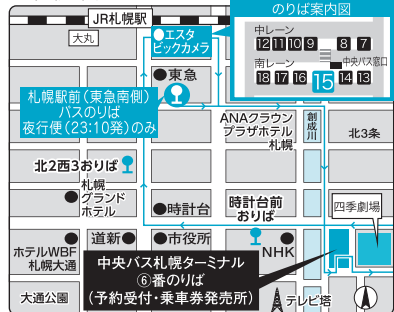 のりば案内図
JR札幌駅
大丸
●エスタ
ビックカメラ
中レーン
12 11 10 9 8 7
中央バス窓口
南レーン
18 17 16 15 14 13
●東急
札幌駅前(東急南側)
バスのりば
夜行便(23:10発)のみ
ANAクラウン
プラザホテル
札幌
創成川
北3条
北2西3おりば
●札幌
グランド
ホテル
●時計台
時計台前
おりば
四季劇場
●ホテルWBF
札幌大通
道新●
●市役所
NHK
中央バス札幌ターミナル
⑥番のりば
(予約受付・乗車券発売所)
大通公園
テレビ塔